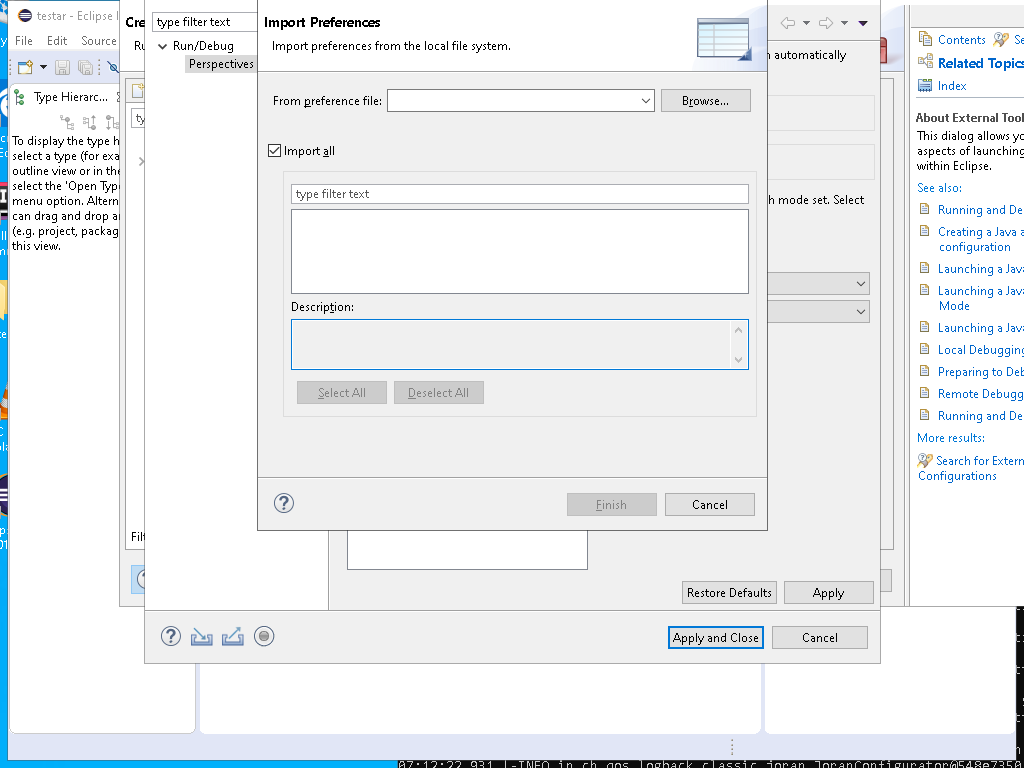 testar - Eclipse I
File Edit Source
Type Hierarc...
To display the type h
select a type (for exa
outline view or in the
select the 'Open Type
menu option. Altern
can drag and drop a
(e.g. project, packag
this view.
Cre
Ru
ty
Filt
type filter text
Run/Debug
Perspectives
Import Preferences
Import preferences from the local file system.
From preference file:
Browse...
Import all
type filter text
Description:
Select All
Deselect All
Finish
Cancel
automatically
h mode set. Select
Restore Defaults
Apply
Apply and Close
Cancel
Contents
Se
Related Topics
Index
About External Tool
This dialog allows yo
aspects of launching
within Eclipse.
See also:
Running and De
Creating a Java a
configuration
Launching a Java
Launching a Java
Mode
Launching a Java
Local Debugging
Preparing to Deb
Remote Debugg
Running and De
More results:
Search for Extern
Configurations
07:12:22,931 |-INFO in ch.qos.logback.classic.joran.JoranConfigurator@548e7350